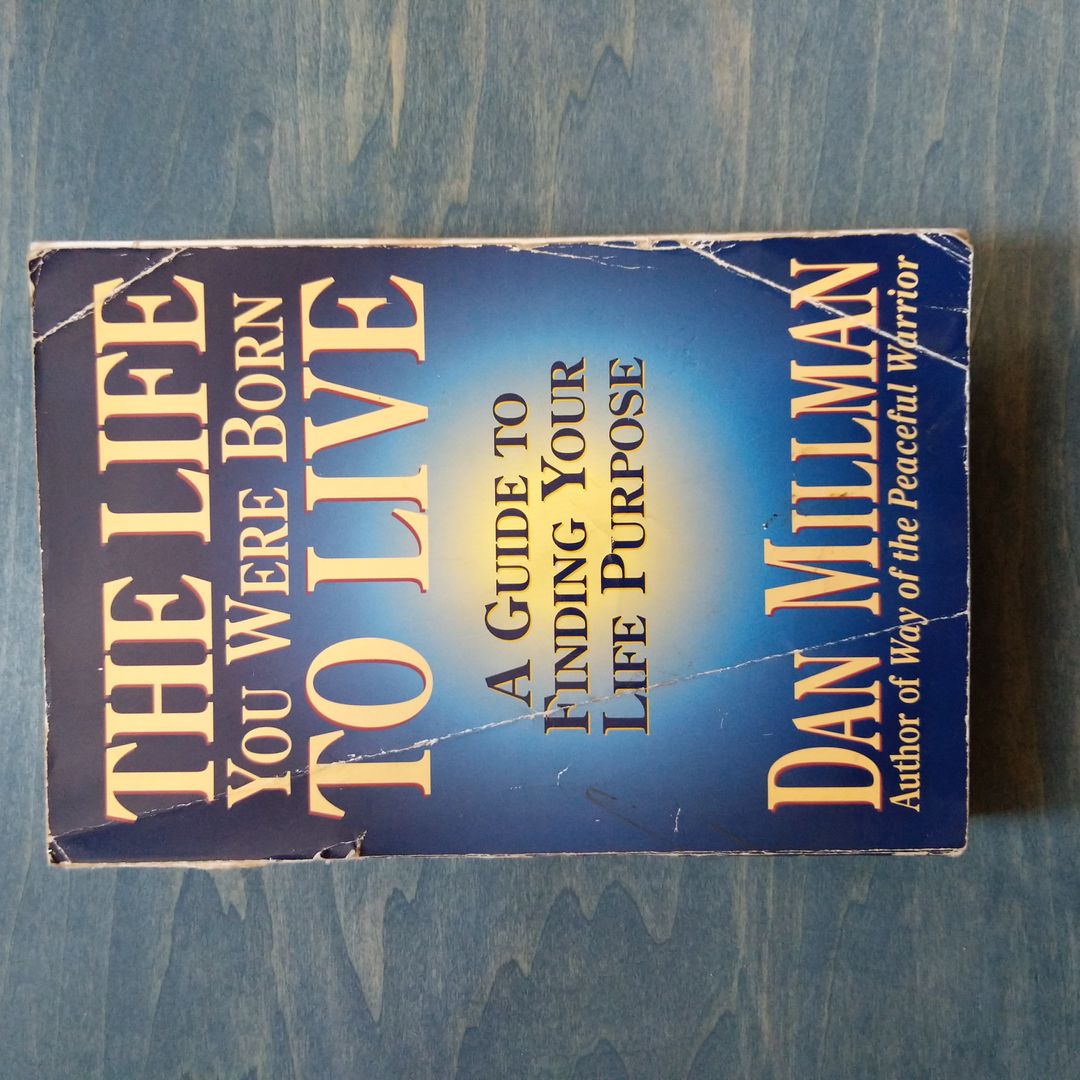 THE LIFE
YOU WERE BORN
TO LIVE
A GUIDE TO
FINDING YOUR
LIFE PURPOSE
DAN MILLMAN
Author of Way of the Peaceful Warrior